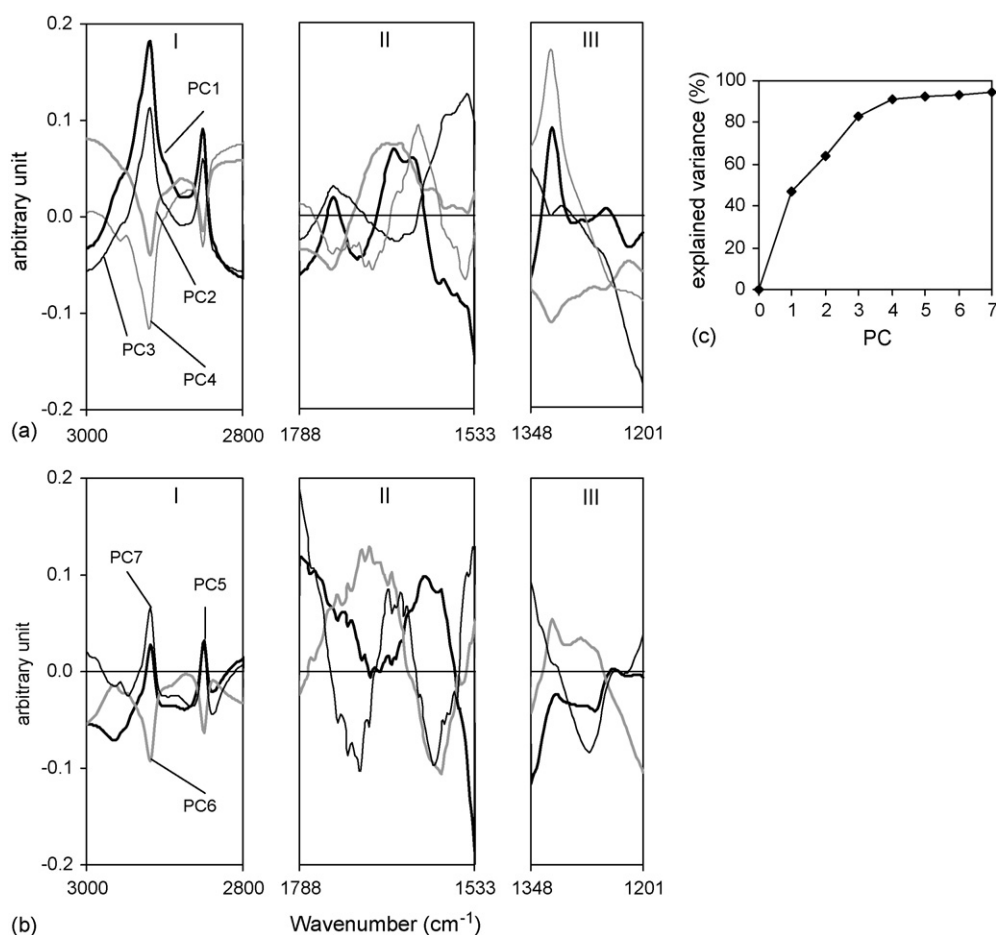 0.2
0.1
0.0
-0.1
-0.2
arbitrary unit
I
PC1
PC2
PC3
PC4
3000
2800
II
1788
1533
III
1348
1201
(a)
100
80
60
40
20
0
explained variance (%)
0 1 2 3 4 5 6 7
PC
(c)
0.2
0.1
0.0
-0.1
-0.2
arbitrary unit
I
PC7
PC5
PC6
3000
2800
II
1788
1533
III
1348
1201
(b)
Wavenumber (cm⁻¹)